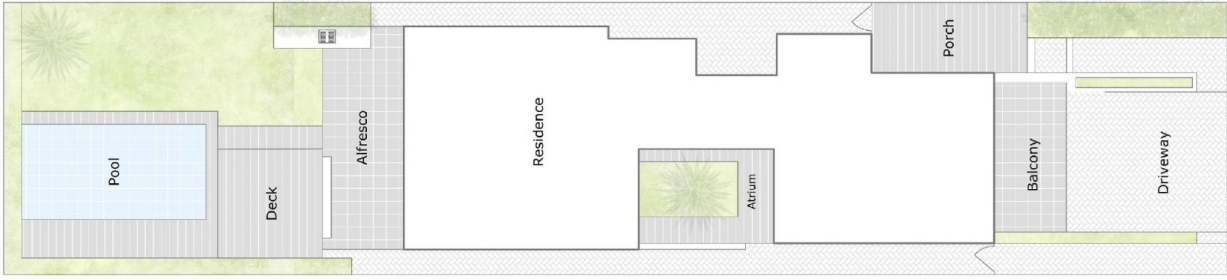 Pool
Deck
Alfresco
Residence
Atrium
Porch
Balcony
Driveway